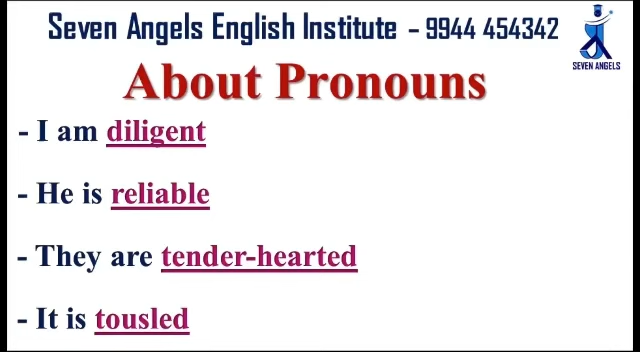 Seven Angels English Institute – 9944 454342
SEVEN ANGELS
About Pronouns
- I am diligent
- He is reliable
- They are tender-hearted
- It is tousled